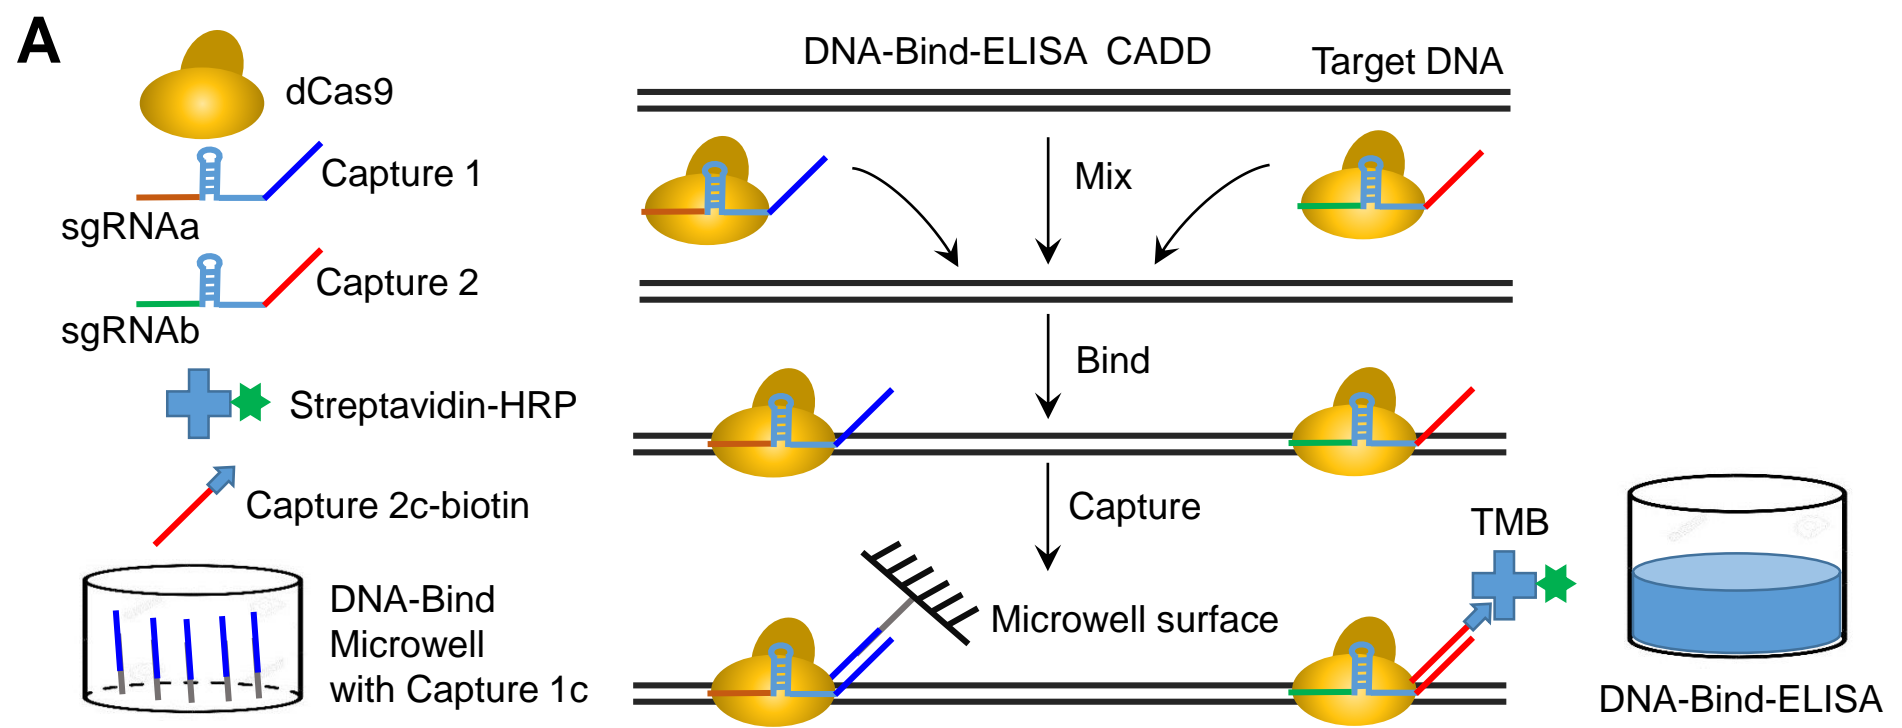 A
dCas9
Capture 1
sgRNAa
Capture 2
sgRNAb
Streptavidin-HRP
Capture 2c-biotin
DNA-Bind
Microwell
with Capture 1c
DNA-Bind-ELISA CADD
Target DNA
Mix
Bind
Capture
Microwell surface
TMB
DNA-Bind-ELISA